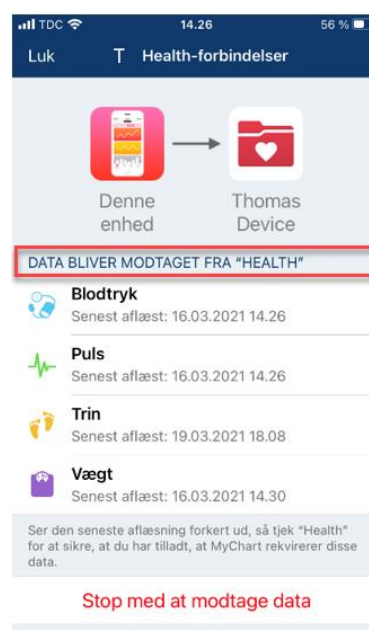 TDC 14.26 56 %
Luk T Health-forbindelser
Denne enhed
Thomas Device
DATA BLIVER MODTAGET FRA "HEALTH"
Blodtryk
Senest aflæst: 16.03.2021 14.26
Puls
Senest aflæst: 16.03.2021 14.26
Trin
Senest aflæst: 19.03.2021 18.08
Vægt
Senest aflæst: 16.03.2021 14.30
Ser den seneste aflæsning forkert ud, så tjek "Health"
for at sikre, at du har tilladt, at MyChart rekvirerer disse
data.
Stop med at modtage data